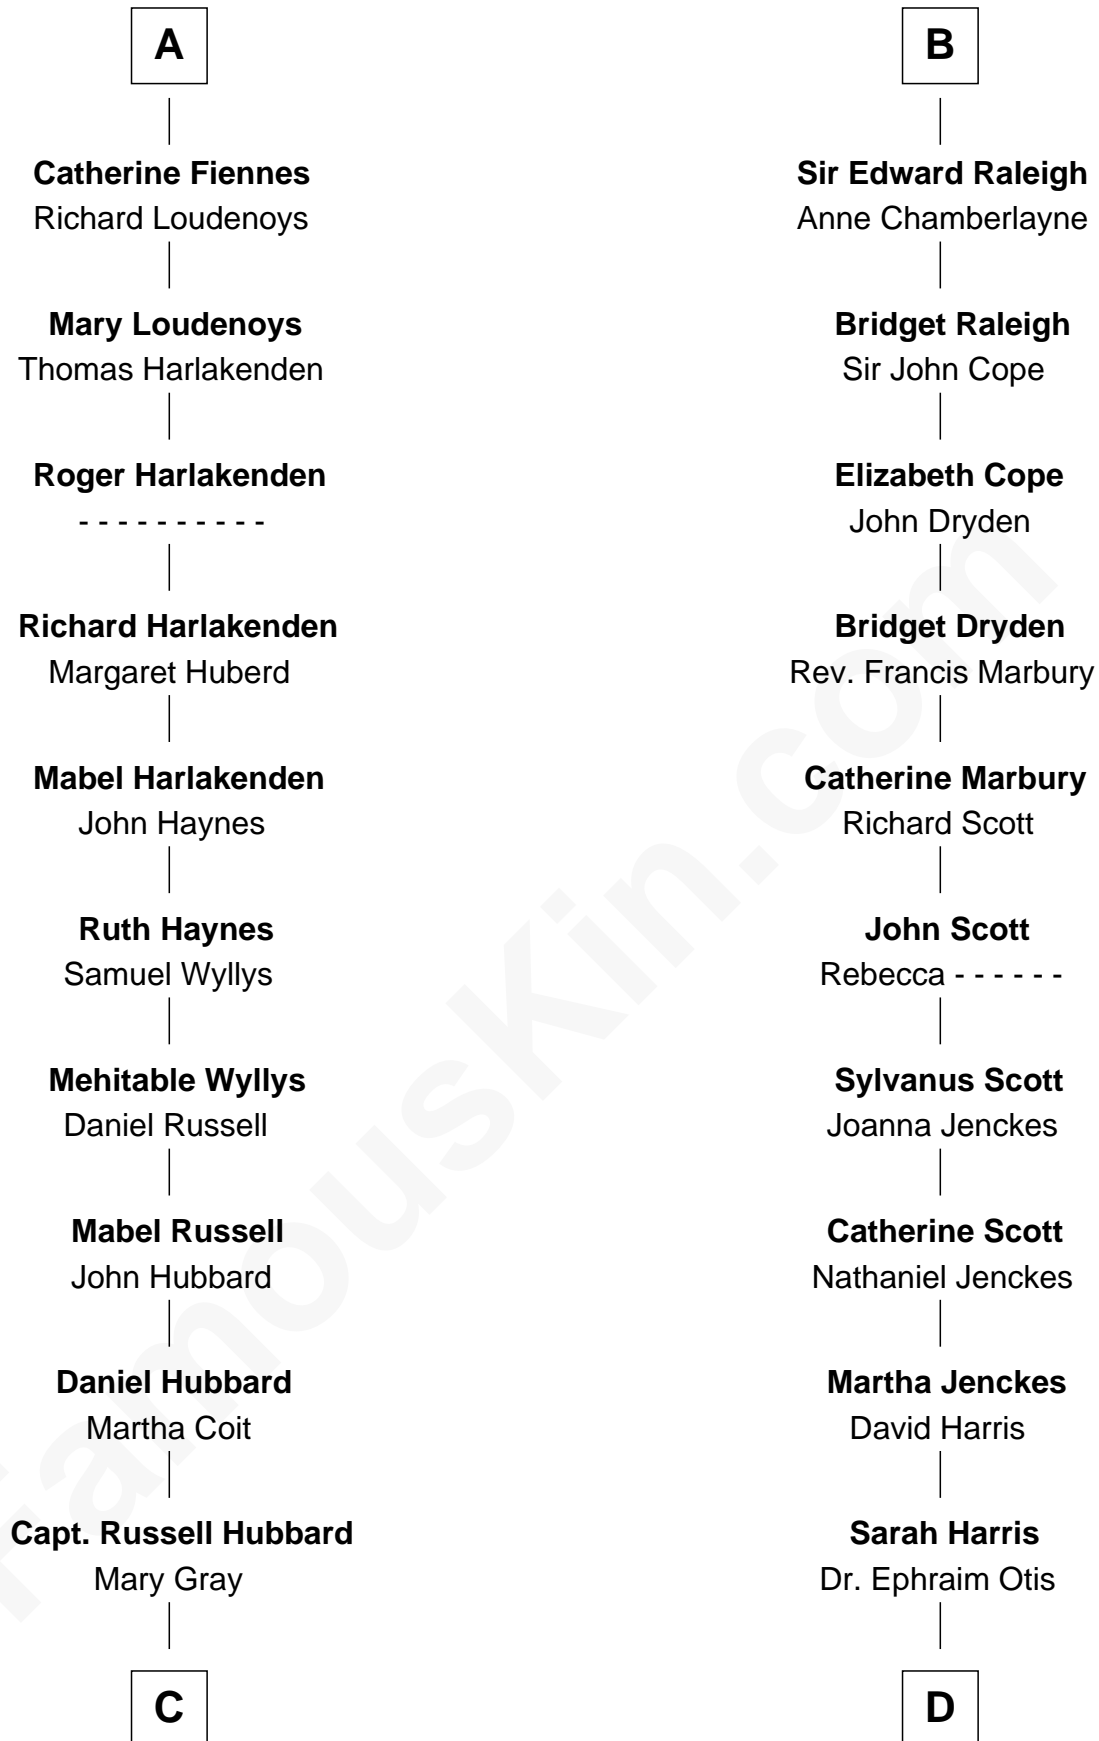 A
Catherine Fiennes
Richard Loudenoys
Mary Loudenoys
Thomas Harlakenden
Roger Harlakenden
- - - - - - - - - -
Richard Harlakenden
Margaret Huberd
Mabel Harlakenden
John Haynes
Ruth Haynes
Samuel Wyllys
Mehitable Wyllys
Daniel Russell
Mabel Russell
John Hubbard
Daniel Hubbard
Martha Coit
Capt. Russell Hubbard
Mary Gray
C
B
Sir Edward Raleigh
Anne Chamberlayne
Bridget Raleigh
Sir John Cope
Elizabeth Cope
John Dryden
Bridget Dryden
Rev. Francis Marbury
Catherine Marbury
Richard Scott
John Scott
Rebecca - - - - - -
Sylvanus Scott
Joanna Jenckes
Catherine Scott
Nathaniel Jenckes
Martha Jenckes
David Harris
Sarah Harris
Dr. Ephraim Otis
D
FamousKin.com